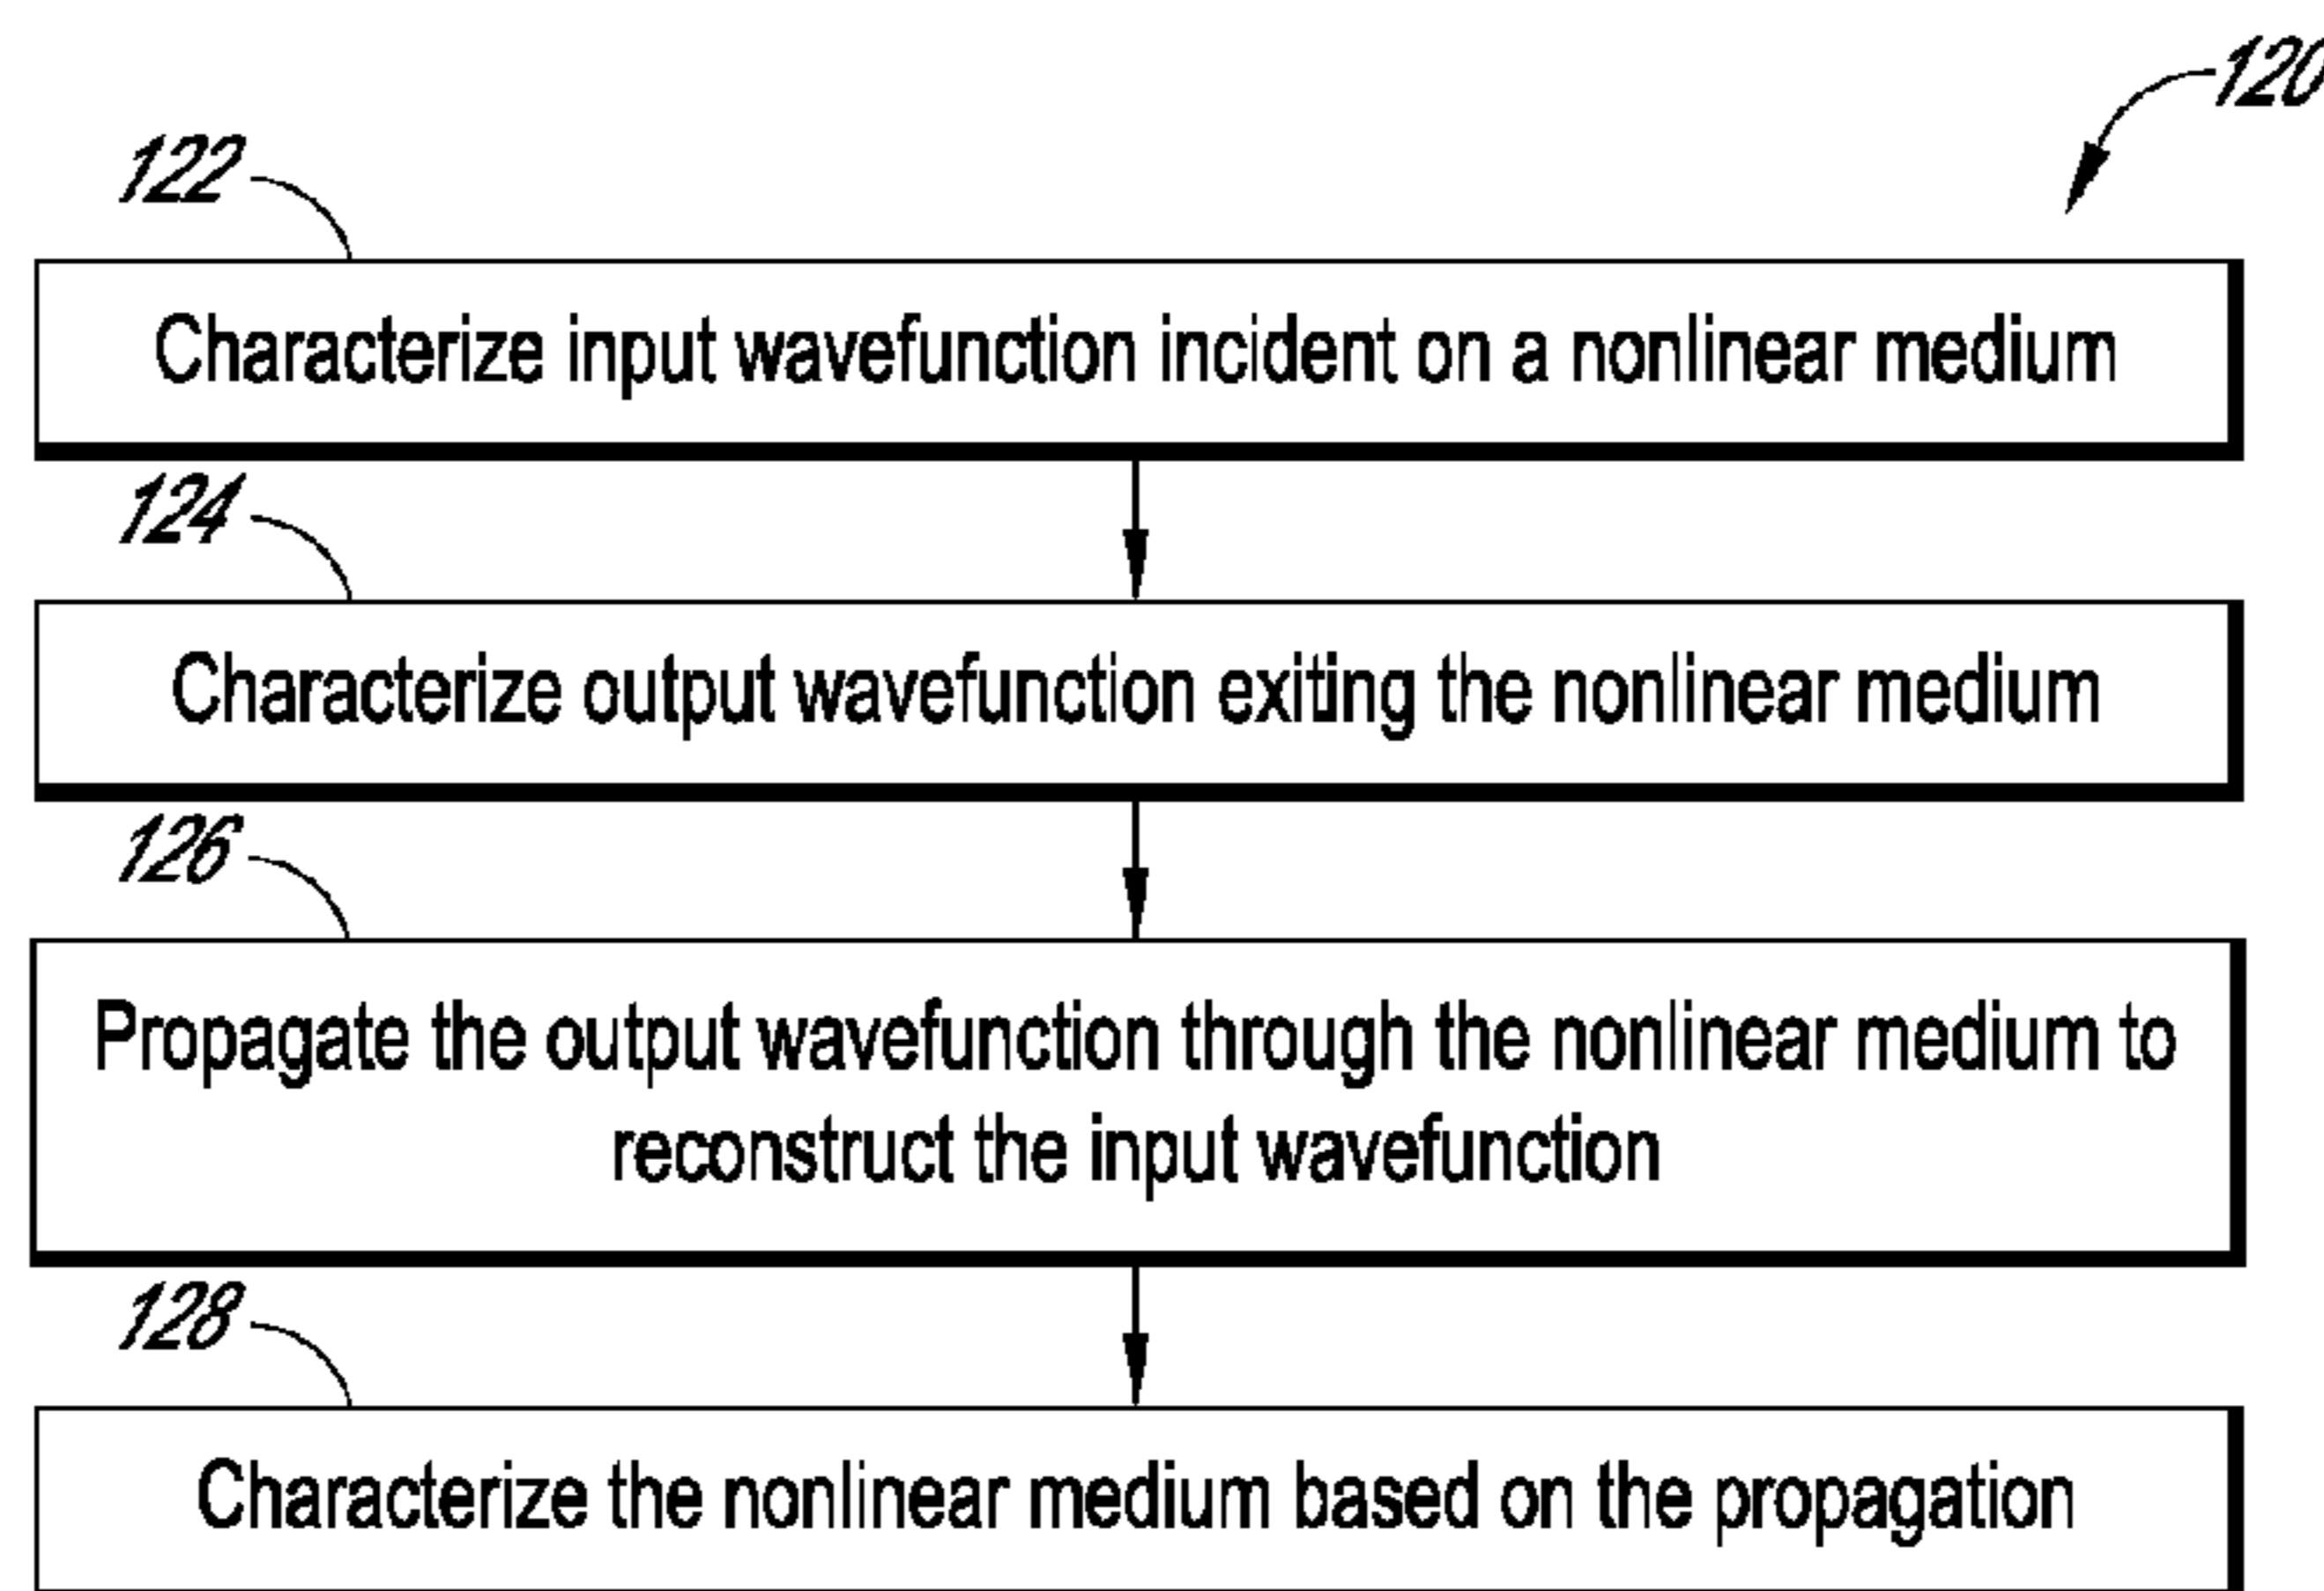 120
122
Characterize input wavefunction incident on a nonlinear medium
124
Characterize output wavefunction exiting the nonlinear medium
126
Propagate the output wavefunction through the nonlinear medium to
reconstruct the input wavefunction
128
Characterize the nonlinear medium based on the propagation